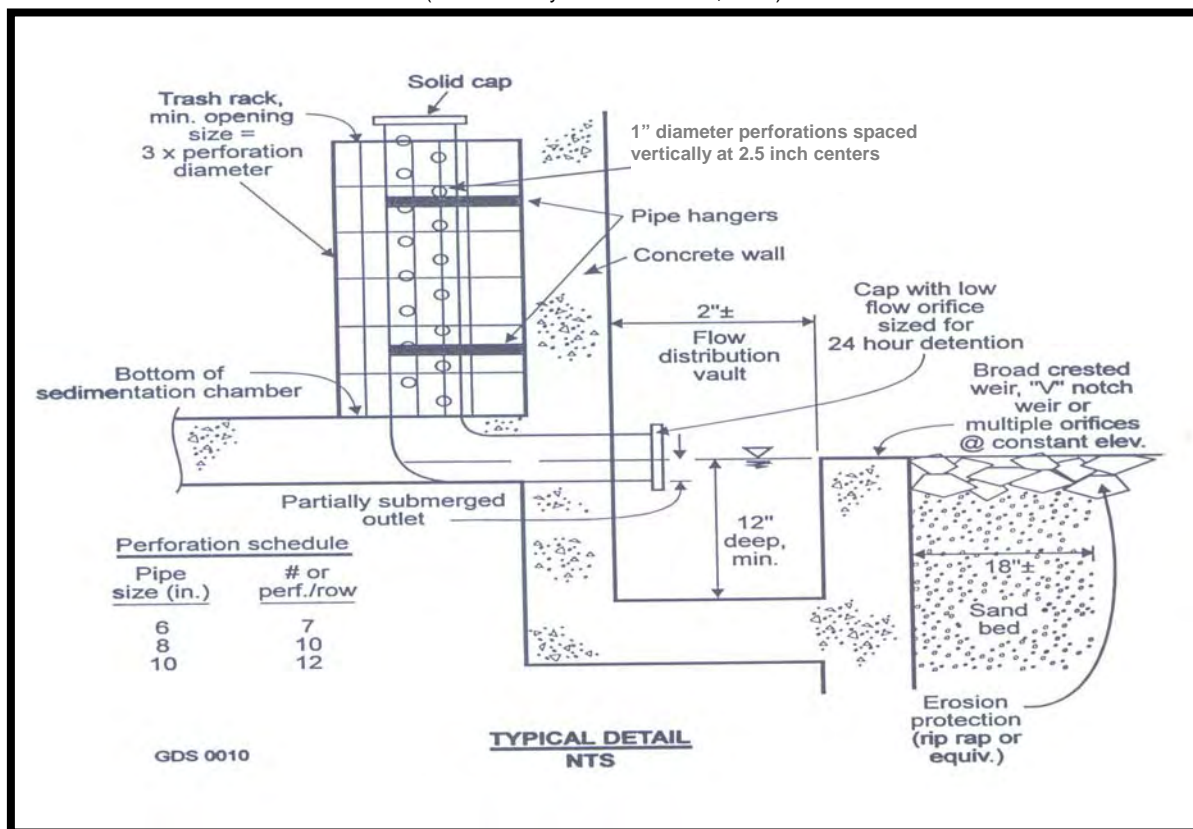 Solid cap
Trash rack,
min. opening
size =
3 x perforation
diameter
1” diameter perforations spaced
vertically at 2.5 inch centers
Pipe hangers
Concrete wall
Cap with low
flow orifice
sized for
24 hour detention
2"±
Flow
distribution
vault
Bottom of
sedimentation chamber
Broad crested
weir, "V" notch
weir or
multiple orifices
@ constant elev.
Partially submerged
outlet
12"
deep,
min.
18"±
Sand
bed
Perforation schedule
Pipe # or
size (in.) perf./row
6 7
8 10
10 12
Erosion
protection
(rip rap or
equiv.)
GDS 0010
TYPICAL DETAIL
NTS